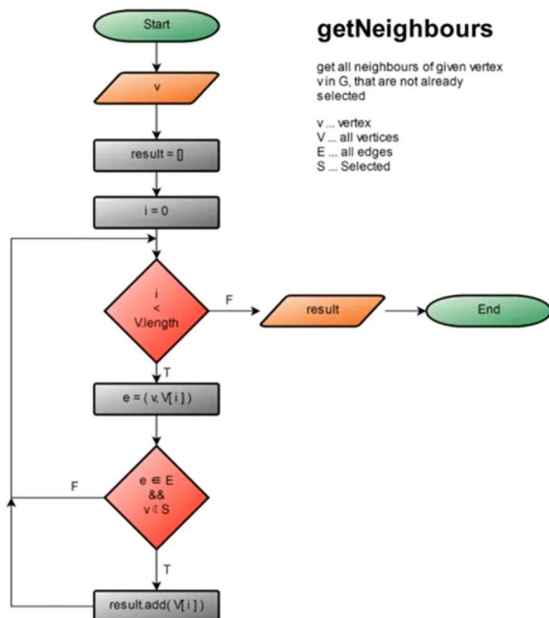 Start
getNeighbours
get all neighbours of given vertex
v in G, that are not already
selected
v ... vertex
V ... all vertices
E ... all edges
S ... Selected
v
result = []
i = 0
i
<
V.length
F
result
End
T
e = ( v, V[ i ] )
e ∈ E
&&
v ∉ S
F
T
result.add( V[ i ] )